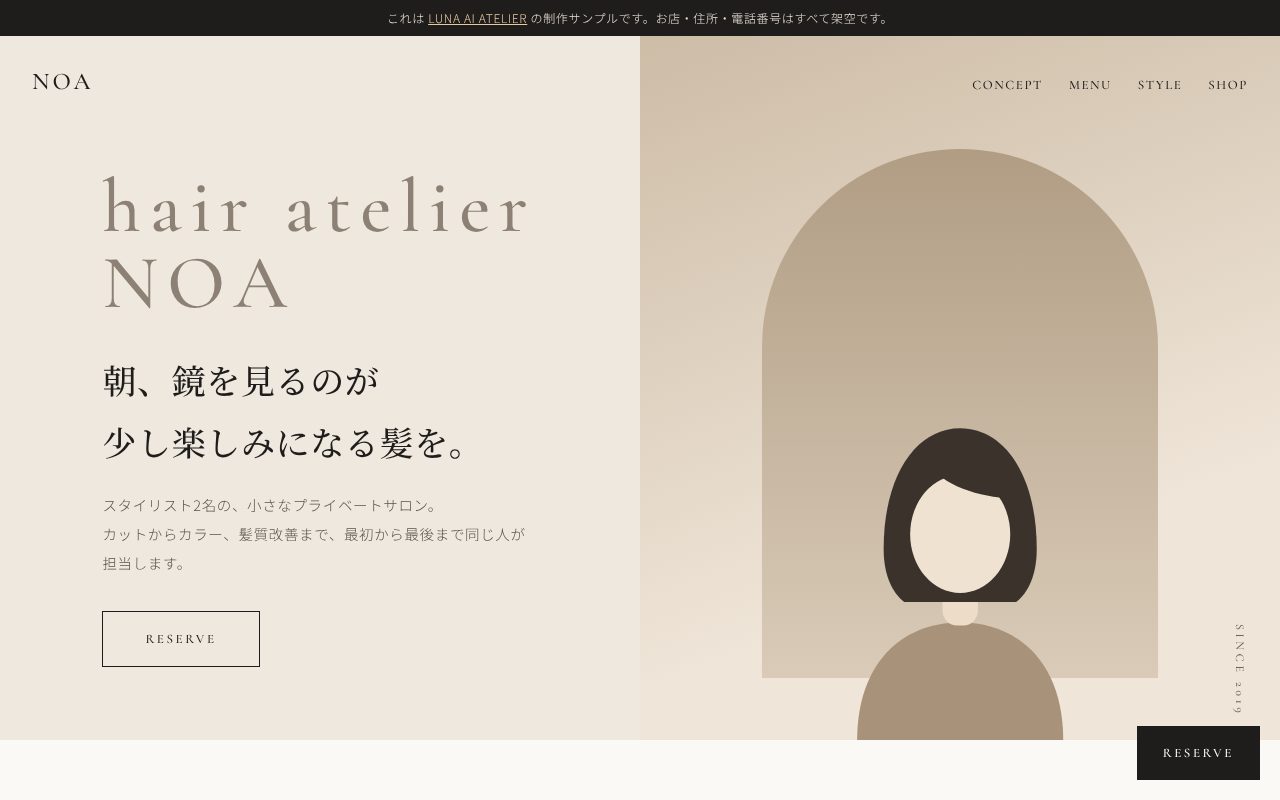 これは LUNA AI ATELIER の制作サンプルです。お店・住所・電話番号はすべて架空です。
NOA
CONCEPT MENU STYLE SHOP
hair atelier
NOA
朝、鏡を見るのが
少し楽しみになる髪を。
スタイリスト2名の、小さなプライベートサロン。
カットからカラー、髪質改善まで、最初から最後まで同じ人が
担当します。
RESERVE
SINCE 2019
RESERVE